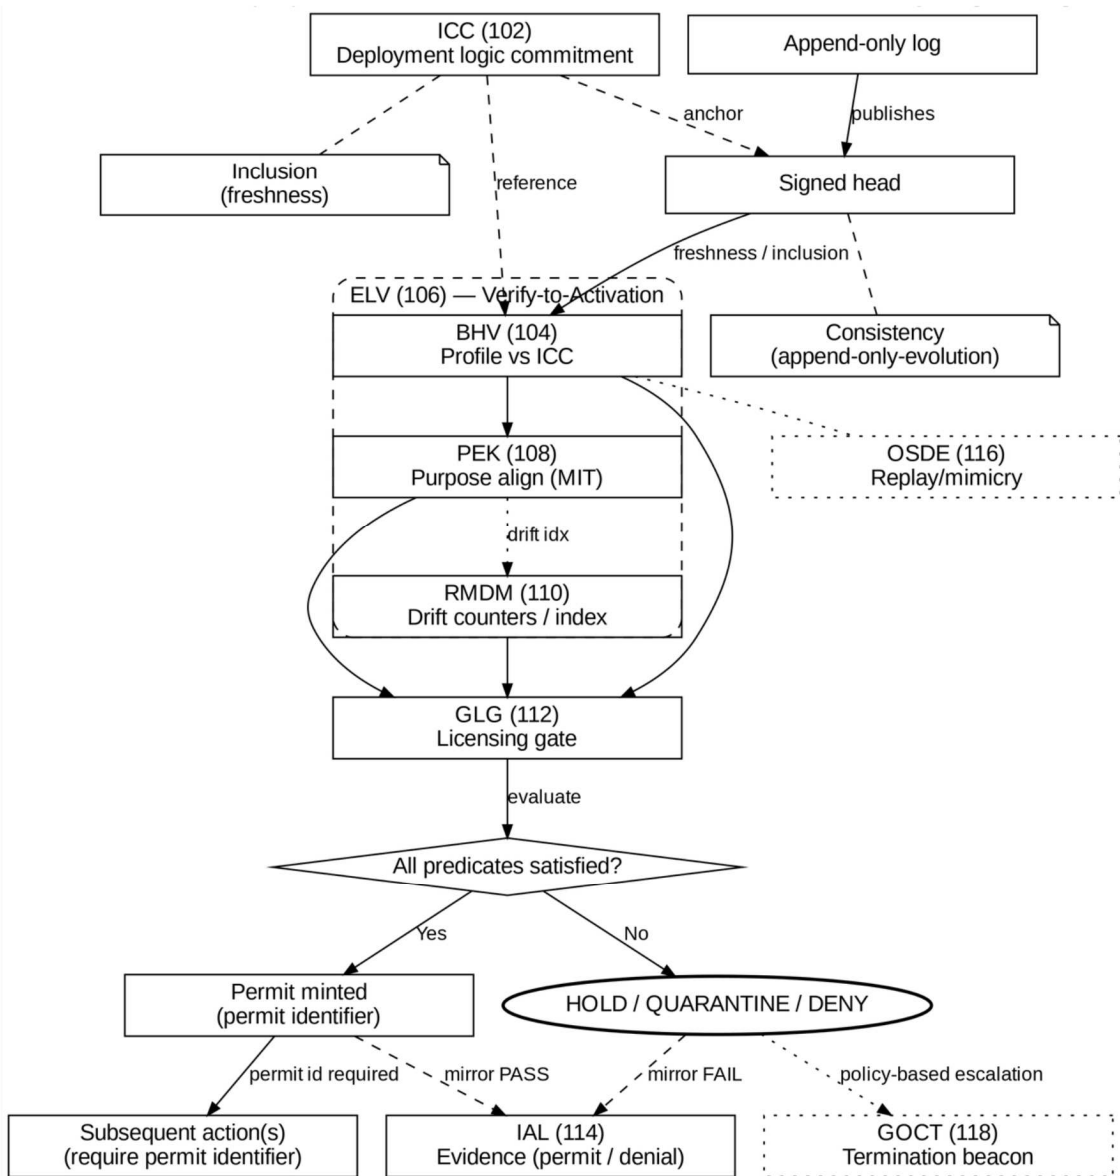 ICC (102)
Deployment logic commitment
Append-only log
anchor
publishes
Inclusion
(freshness)
reference
Signed head
freshness / inclusion
ELV (106) — Verify-to-Activation
BHV (104)
Profile vs ICC
Consistency
(append-only-evolution)
PEK (108)
Purpose align (MIT)
OSDE (116)
Replay/mimicry
drift idx
RMDM (110)
Drift counters / index
GLG (112)
Licensing gate
evaluate
All predicates satisfied?
Yes
No
Permit minted
(permit identifier)
HOLD / QUARANTINE / DENY
permit id required
mirror PASS
mirror FAIL
policy-based escalation
Subsequent action(s)
(require permit identifier)
IAL (114)
Evidence (permit / denial)
GOCT (118)
Termination beacon